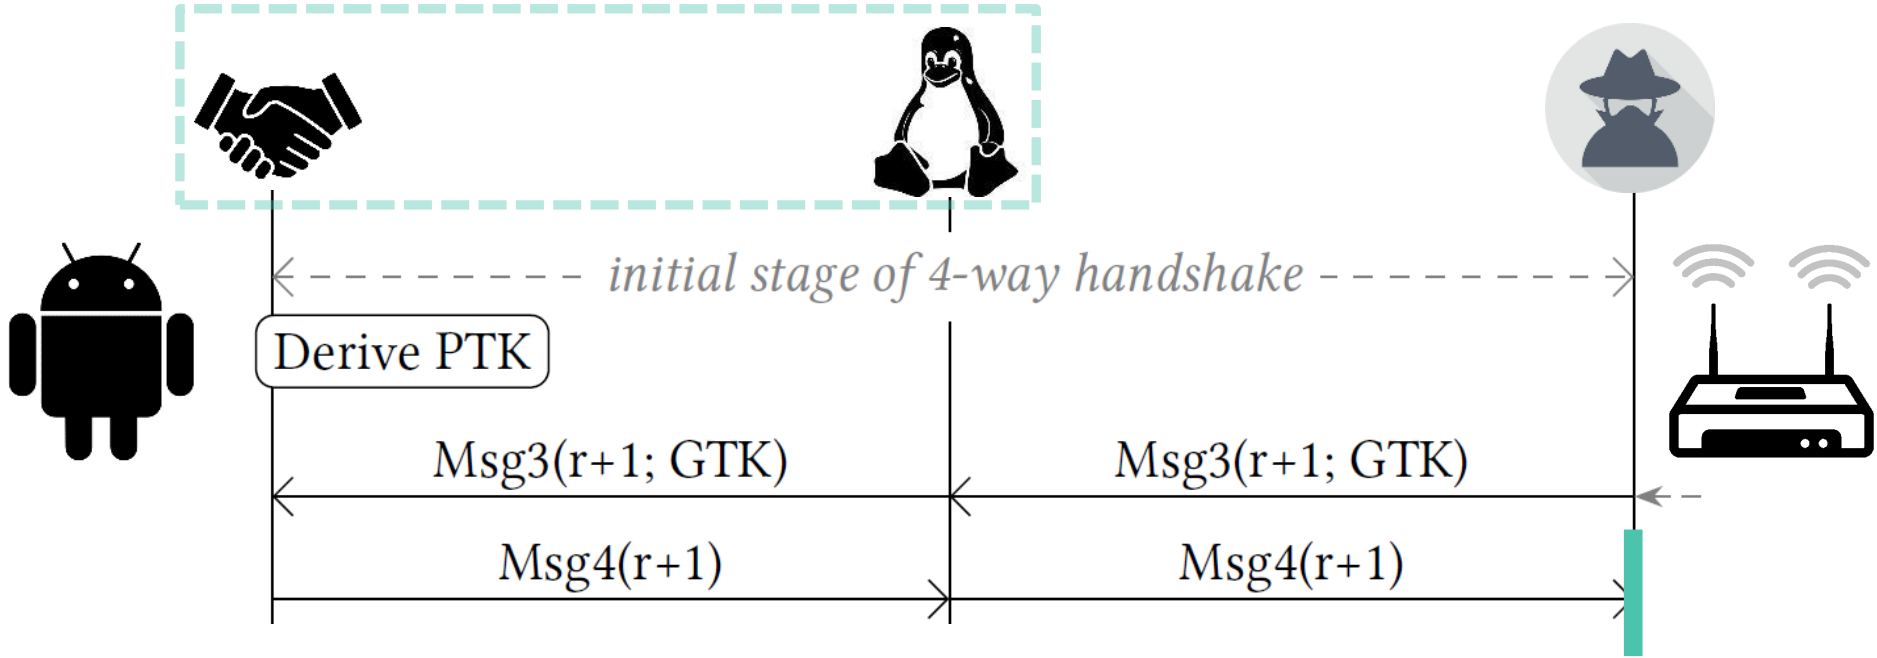 initial stage of 4-way handshake
Derive PTK
Msg3(r+1; GTK)
Msg3(r+1; GTK)
Msg4(r+1)
Msg4(r+1)